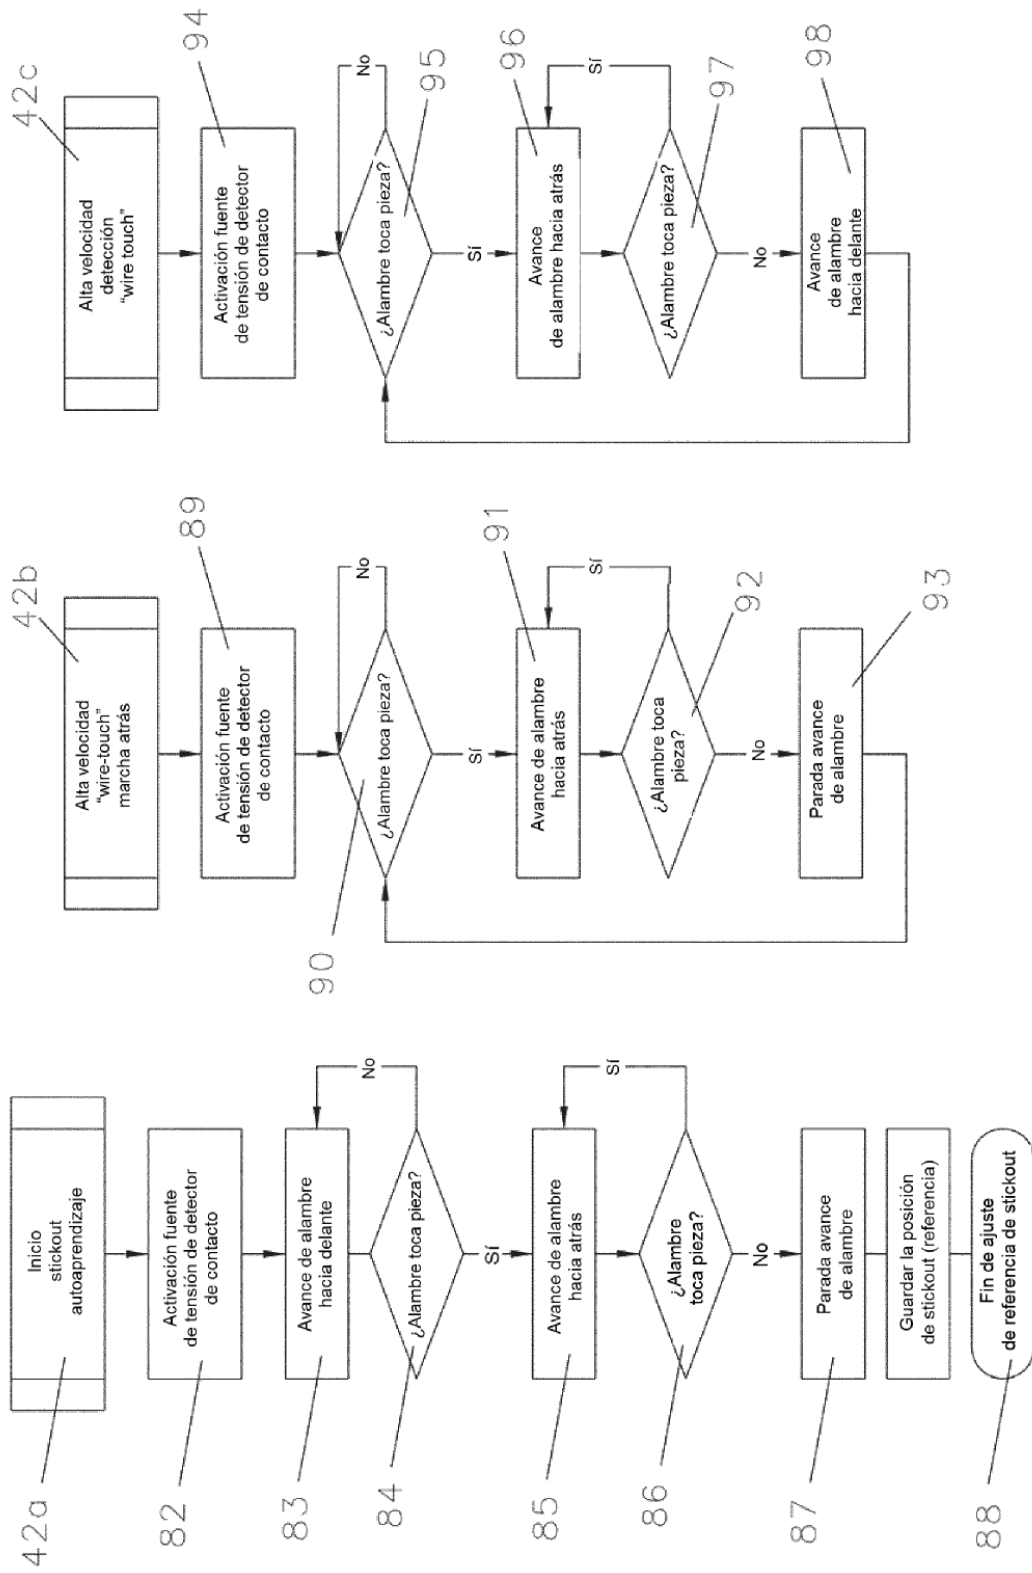 42a
Inicio
stickout
autoaprendizaje
82
Activación fuente
de tensión de detector
de contacto
83
Avance de alambre
hacia delante
No
84
¿Alambre toca pieza?
Sí
85
Avance de alambre
hacia atrás
Sí
86
¿Alambre
toca pieza?
No
87
Parada avance
de alambre
Guardar la posición
de stickout (referencia)
88
Fin de ajuste
de referencia de stickout
42b
Alta velocidad
"wire-touch"
marcha atrás
89
Activación fuente
de tensión de detector
de contacto
No
90
¿Alambre toca pieza?
Sí
91
Avance de alambre
hacia atrás
Sí
92
¿Alambre toca
pieza?
No
93
Parada avance
de alambre
42c
Alta velocidad
detección
“wire touch”
94
Activación fuente
de tensión de detector
de contacto
No
95
¿Alambre toca pieza?
Sí
96
Avance
de alambre hacia atrás
Sí
97
¿Alambre toca pieza?
No
98
Avance
de alambre
hacia delante